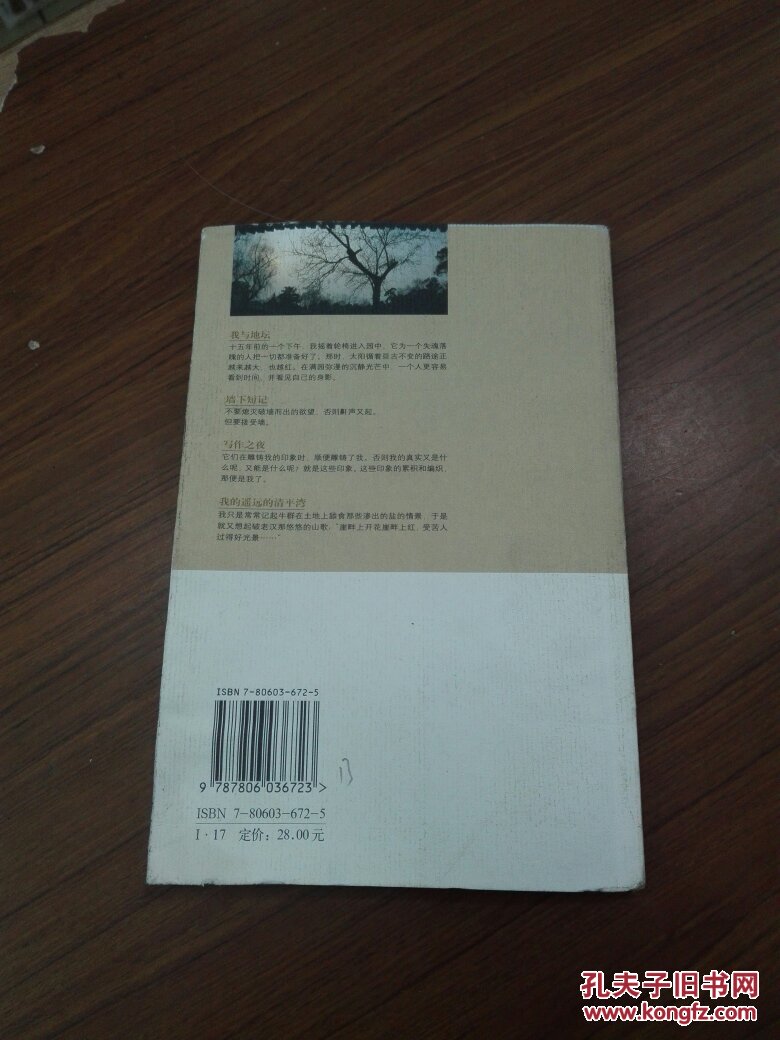 我与地坛
十五年前的一个下午，我摇着轮椅进入园中，它为一个失魂落
魄的人把一切都准备好了。那时，太阳循着亘古不变的路途正
越来越大，也越红。在满园弥漫的沉静光芒中，一个人更容易
看到时间，并看见自己的身影。
墙下短记
不要熄灭破墙而出的欲望，否则鼾声又起。
但要接受墙。
写作之夜
它们在雕铸我的印象时，顺便雕铸了我。否则我的真实又是什
么呢，又能是什么呢？就是这些印象。这些印象的累积和编织，
那便是我了。
我的遥远的清平湾
我只是常常记起牛群在土地上舔食那些渗出的盐的情景，于是
就又想起破老汉那悠悠的山歌：“崖畔上开花崖畔上红，受苦人
过得好光景……”
ISBN 7-80603-672-5
9 787806 036723 >
13
ISBN 7-80603-672-5
I·17 定价：28.00元
孔夫子旧书网
www.kongfz.com